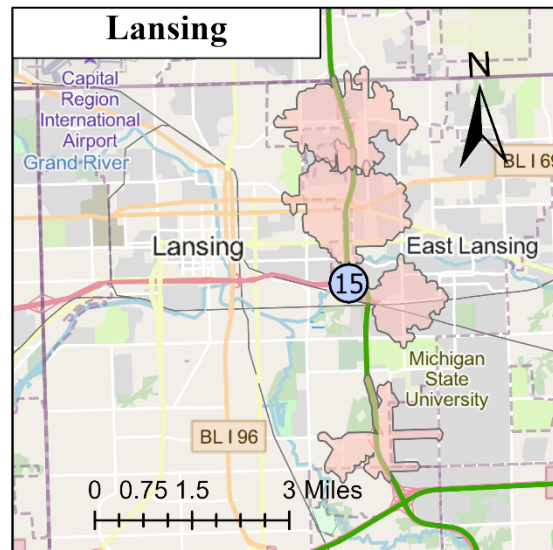 Lansing
Capital
Region
International
Airport
Grand River
N
BL I 69
Lansing
East Lansing
15
Michigan
State
University
BL I 96
0 0.75 1.5 3 Miles